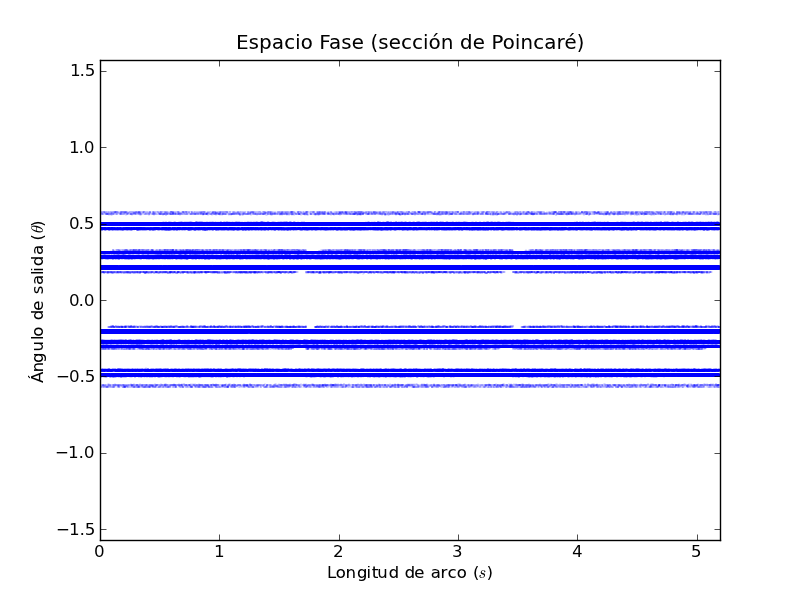 Espacio Fase (sección de Poincaré)
Ángulo de salida (θ)
1.5
1.0
0.5
0.0
−0.5
−1.0
−1.5
0 1 2 3 4 5
Longitud de arco (s)